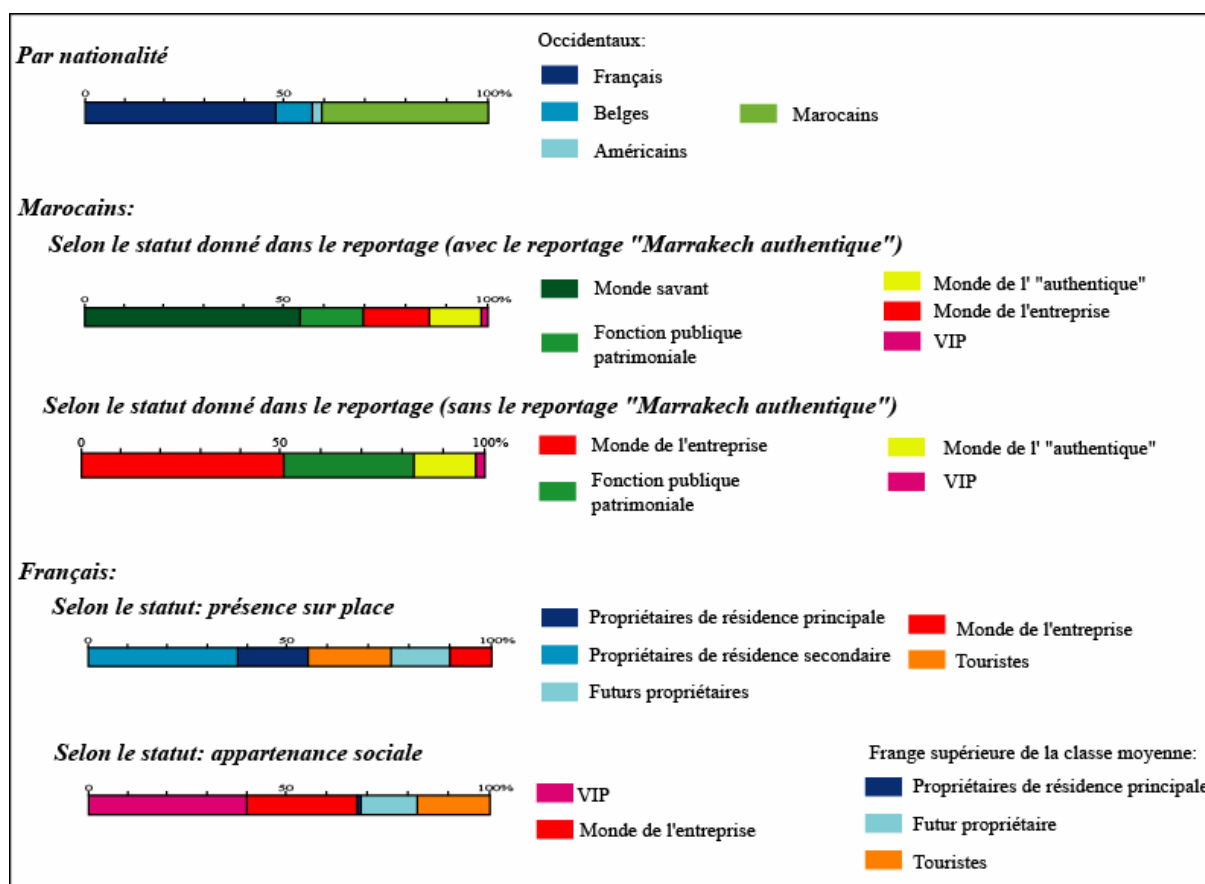 Par nationalité
Occidentaux:
0 50 100%
Français
Belges
Américains
Marocains
Marocains:
Selon le statut donné dans le reportage (avec le reportage "Marrakech authentique")
0 50 100%
Monde savant
Fonction publique
patrimoniale
Monde de l' "authentique"
Monde de l'entreprise
VIP
Selon le statut donné dans le reportage (sans le reportage "Marrakech authentique")
0 50 100%
Monde de l'entreprise
Fonction publique
patrimoniale
Monde de l' "authentique"
VIP
Français:
Selon le statut: présence sur place
0 50 100%
Propriétaires de résidence principale
Propriétaires de résidence secondaire
Futurs propriétaires
Monde de l'entreprise
Touristes
Selon le statut: appartenance sociale
0 50 100%
VIP
Monde de l'entreprise
Frange supérieure de la classe moyenne:
Propriétaires de résidence principale
Futur propriétaire
Touristes